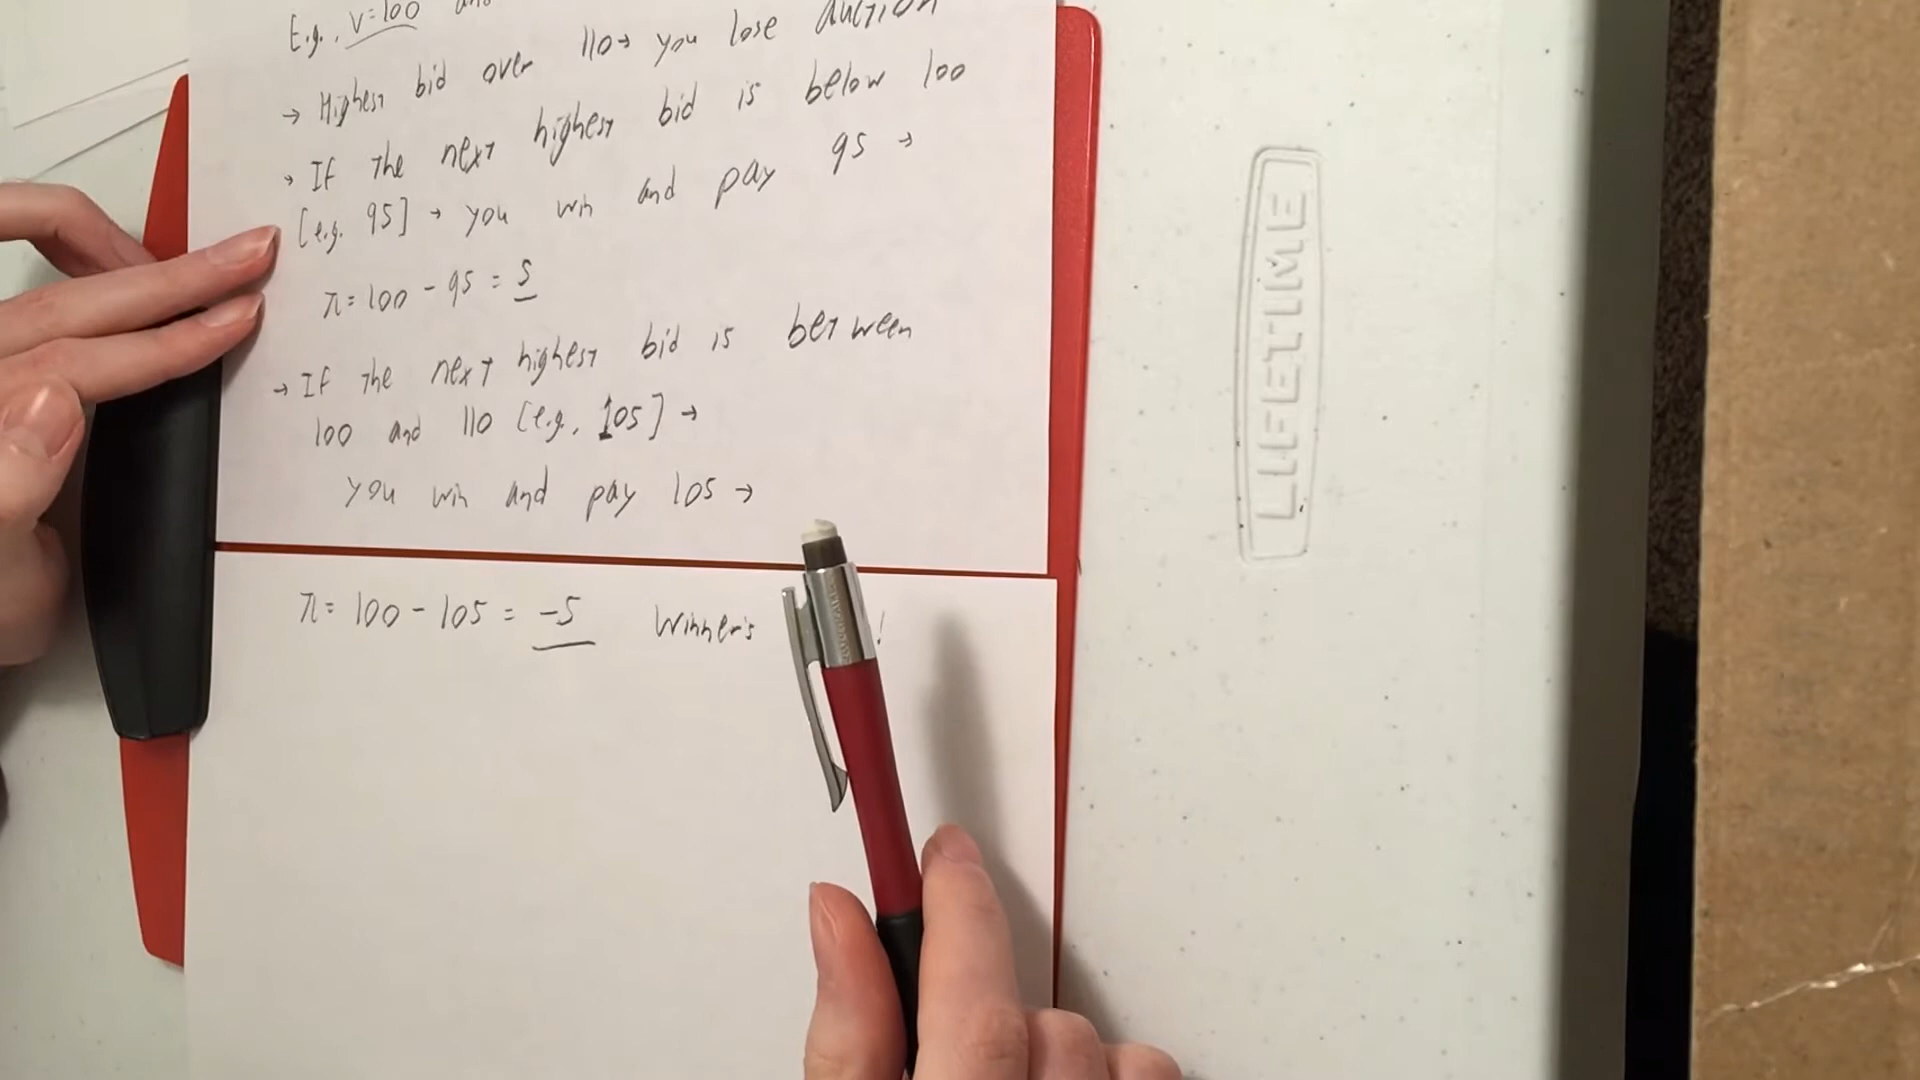 E.g., V=100 and
→ Highest bid over 110→ you lose auction
→ If the next highest bid is below 100
[e.g. 95] → you win and pay 95 →
π= 100 - 95 = 5
→ If the next highest bid is between
100 and 110 [e.g., 105] →
you win and pay 105 →
π= 100 - 105 = -5 Winner's !
LIFETIME